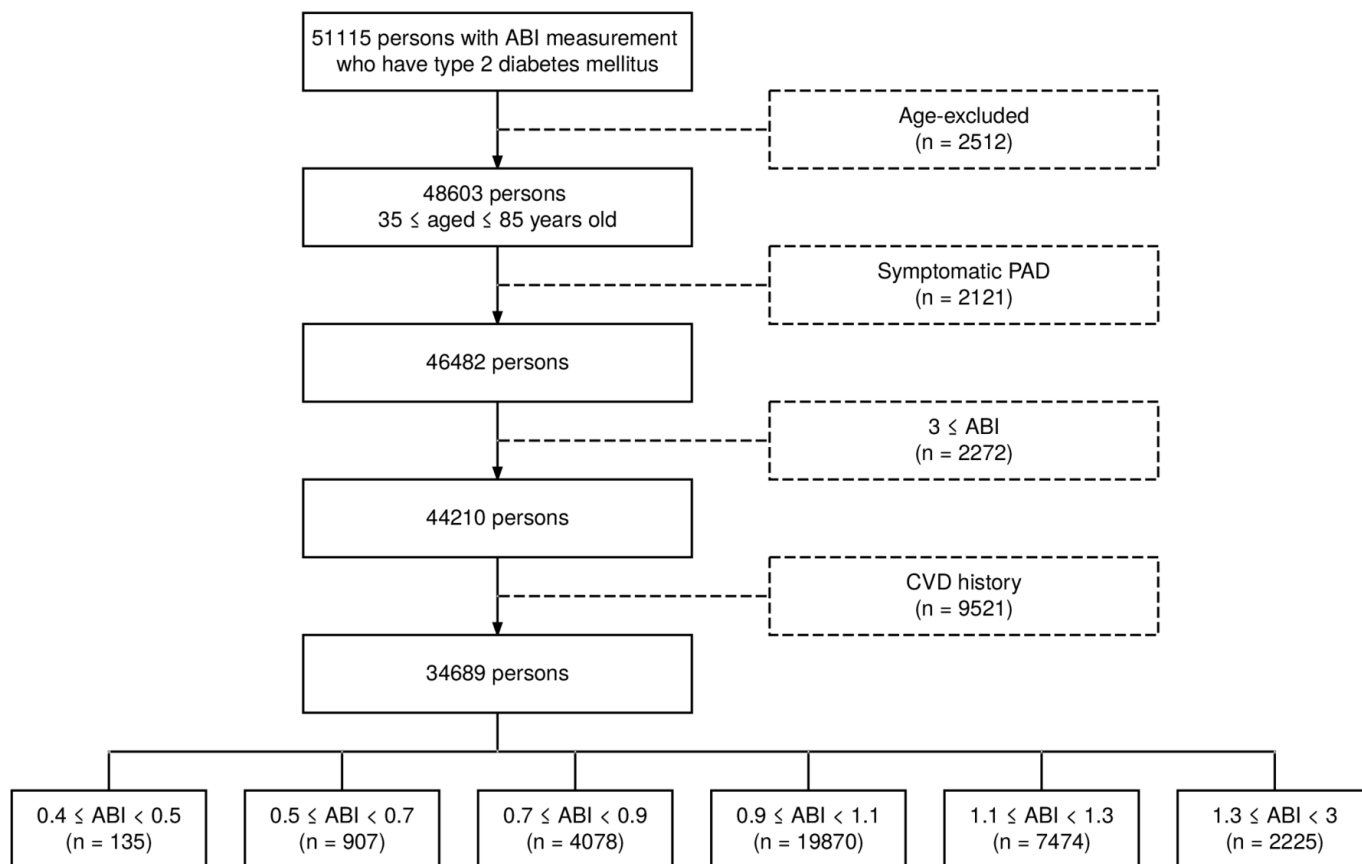 51115 persons with ABI measurement
who have type 2 diabetes mellitus
Age-excluded
(n = 2512)
48603 persons
35 ≤ aged ≤ 85 years old
Symptomatic PAD
(n = 2121)
46482 persons
3 ≤ ABI
(n = 2272)
44210 persons
CVD history
(n = 9521)
34689 persons
0.4 ≤ ABI < 0.5
(n = 135)
0.5 ≤ ABI < 0.7
(n = 907)
0.7 ≤ ABI < 0.9
(n = 4078)
0.9 ≤ ABI < 1.1
(n = 19870)
1.1 ≤ ABI < 1.3
(n = 7474)
1.3 ≤ ABI < 3
(n = 2225)